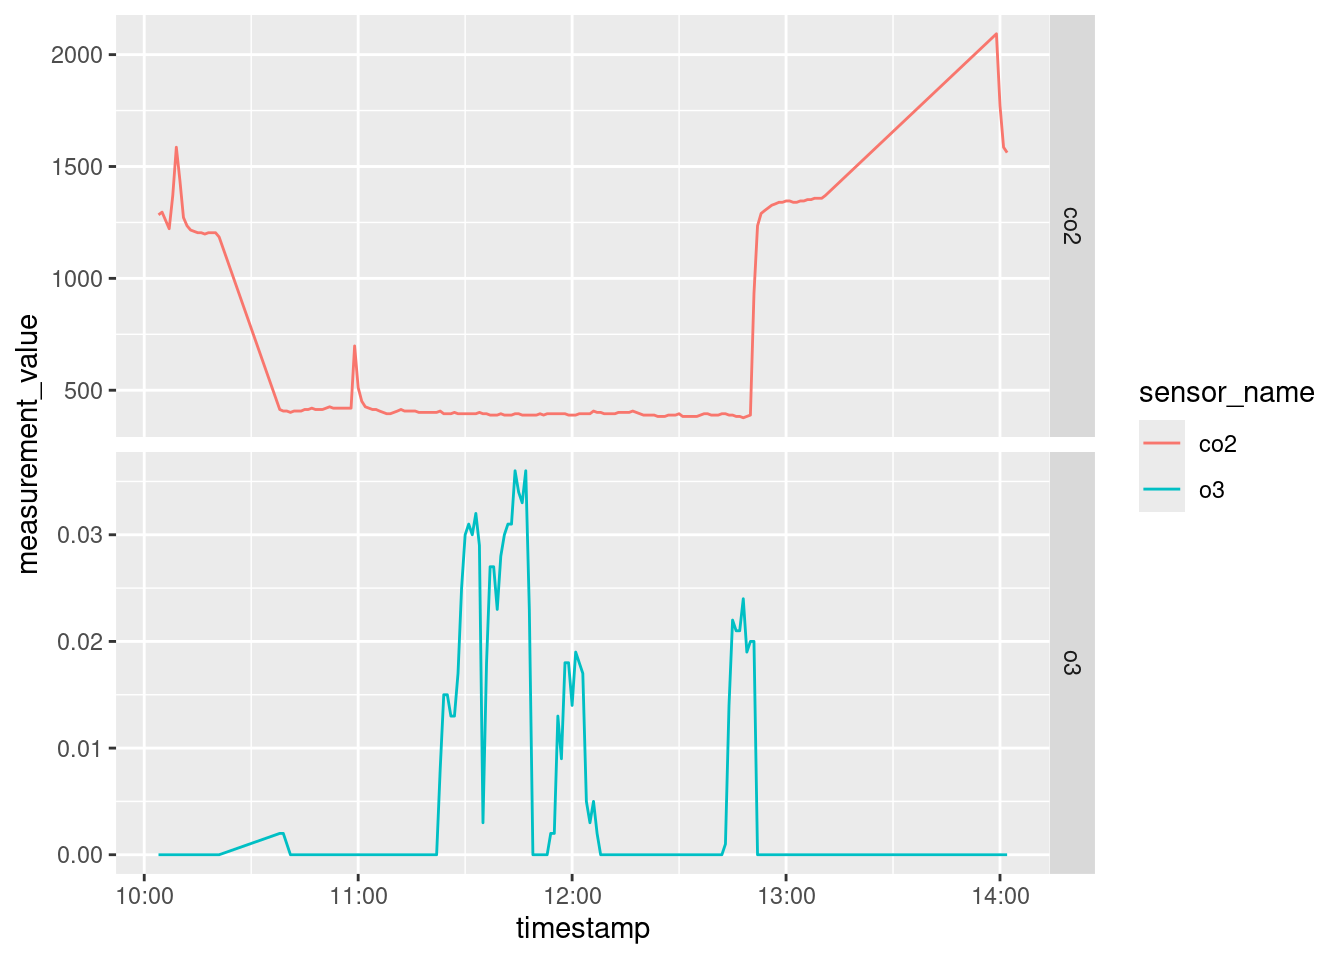 2000
1500
1000
500
co2
0.03
0.02
0.01
0.00
o3
10:00 11:00 12:00 13:00 14:00
timestamp
measurement_value
sensor_name
co2
o3